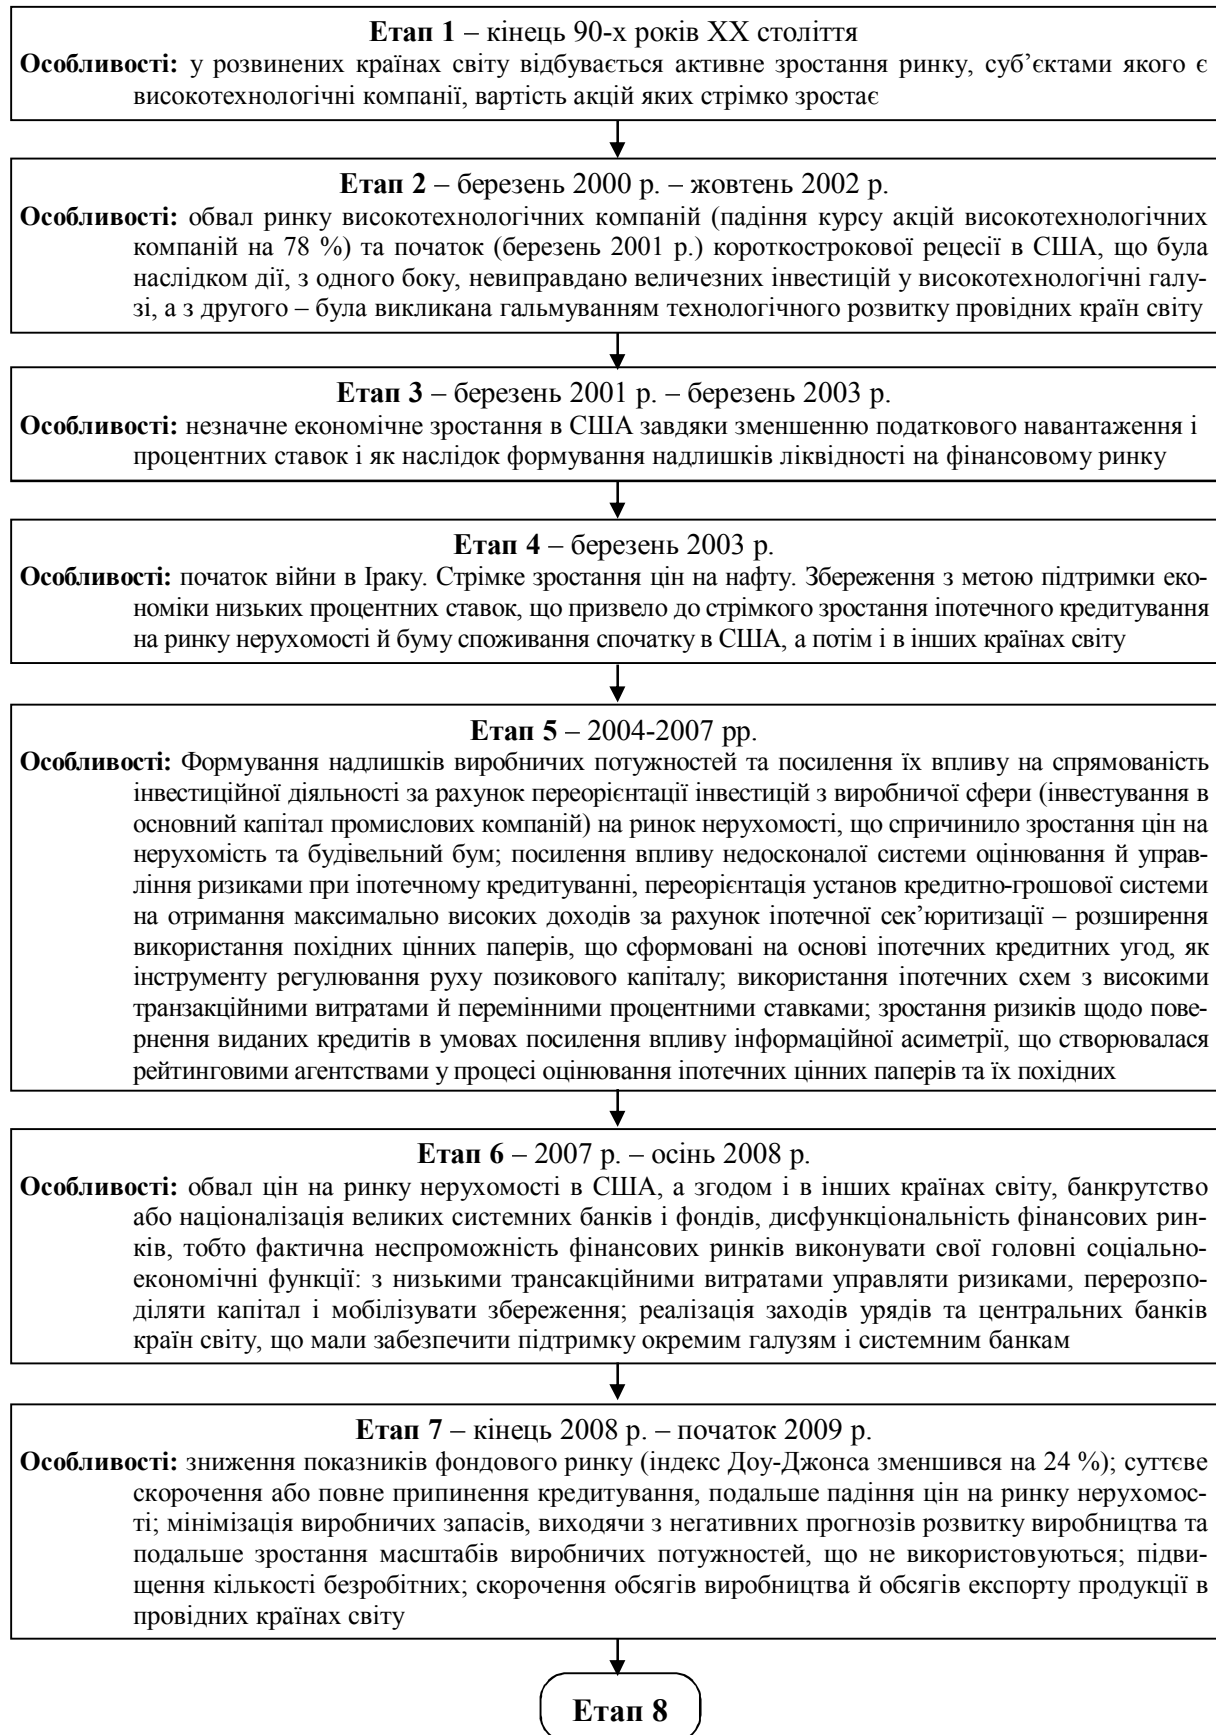 Етап 1 – кінець 90-х років ХХ століття
Особливості: у розвинених країнах світу відбувається активне зростання ринку, суб’єктами якого є
високотехнологічні компанії, вартість акцій яких стрімко зростає
Етап 2 – березень 2000 р. – жовтень 2002 р.
Особливості: обвал ринку високотехнологічних компаній (падіння курсу акцій високотехнологічних
компаній на 78 %) та початок (березень 2001 р.) короткострокової рецесії в США, що була
наслідком дії, з одного боку, невиправдано величезних інвестицій у високотехнологічні галу-
зі, а з другого – була викликана гальмуванням технологічного розвитку провідних країн світу
Етап 3 – березень 2001 р. – березень 2003 р.
Особливості: незначне економічне зростання в США завдяки зменшенню податкового навантаження і
процентних ставок і як наслідок формування надлишків ліквідності на фінансовому ринку
Етап 4 – березень 2003 р.
Особливості: початок війни в Іраку. Стрімке зростання цін на нафту. Збереження з метою підтримки еко-
номіки низьких процентних ставок, що призвело до стрімкого зростання іпотечного кредитування
на ринку нерухомості й буму споживання спочатку в США, а потім і в інших країнах світу
Етап 5 – 2004-2007 рр.
Особливості: Формування надлишків виробничих потужностей та посилення їх впливу на спрямованість
інвестиційної діяльності за рахунок переорієнтації інвестицій з виробничої сфери (інвестування в
основний капітал промислових компаній) на ринок нерухомості, що спричинило зростання цін на
нерухомість та будівельний бум; посилення впливу недосконалої системи оцінювання й управ-
ління ризиками при іпотечному кредитуванні, переорієнтація установ кредитно-грошової системи
на отримання максимально високих доходів за рахунок іпотечної сек’юритизації – розширення
використання похідних цінних паперів, що сформовані на основі іпотечних кредитних угод, як
інструменту регулювання руху позикового капіталу; використання іпотечних схем з високими
транзакційними витратами й перемінними процентними ставками; зростання ризиків щодо пове-
рнення виданих кредитів в умовах посилення впливу інформаційної асиметрії, що створювалася
рейтинговими агентствами у процесі оцінювання іпотечних цінних паперів та їх похідних
Етап 6 – 2007 р. – осінь 2008 р.
Особливості: обвал цін на ринку нерухомості в США, а згодом і в інших країнах світу, банкрутство
або націоналізація великих системних банків і фондів, дисфункціональність фінансових рин-
ків, тобто фактична неспроможність фінансових ринків виконувати свої головні соціально-
економічні функції: з низькими трансакційними витратами управляти ризиками, перерозпо-
діляти капітал і мобілізувати збереження; реалізація заходів урядів та центральних банків
країн світу, що мали забезпечити підтримку окремим галузям і системним банкам
Етап 7 – кінець 2008 р. – початок 2009 р.
Особливості: зниження показників фондового ринку (індекс Доу-Джонса зменшився на 24 %); суттєве
скорочення або повне припинення кредитування, подальше падіння цін на ринку нерухомос-
ті; мінімізація виробничих запасів, виходячи з негативних прогнозів розвитку виробництва та
подальше зростання масштабів виробничих потужностей, що не використовуються; підви-
щення кількості безробітних; скорочення обсягів виробництва й обсягів експорту продукції в
провідних країнах світу
Етап 8